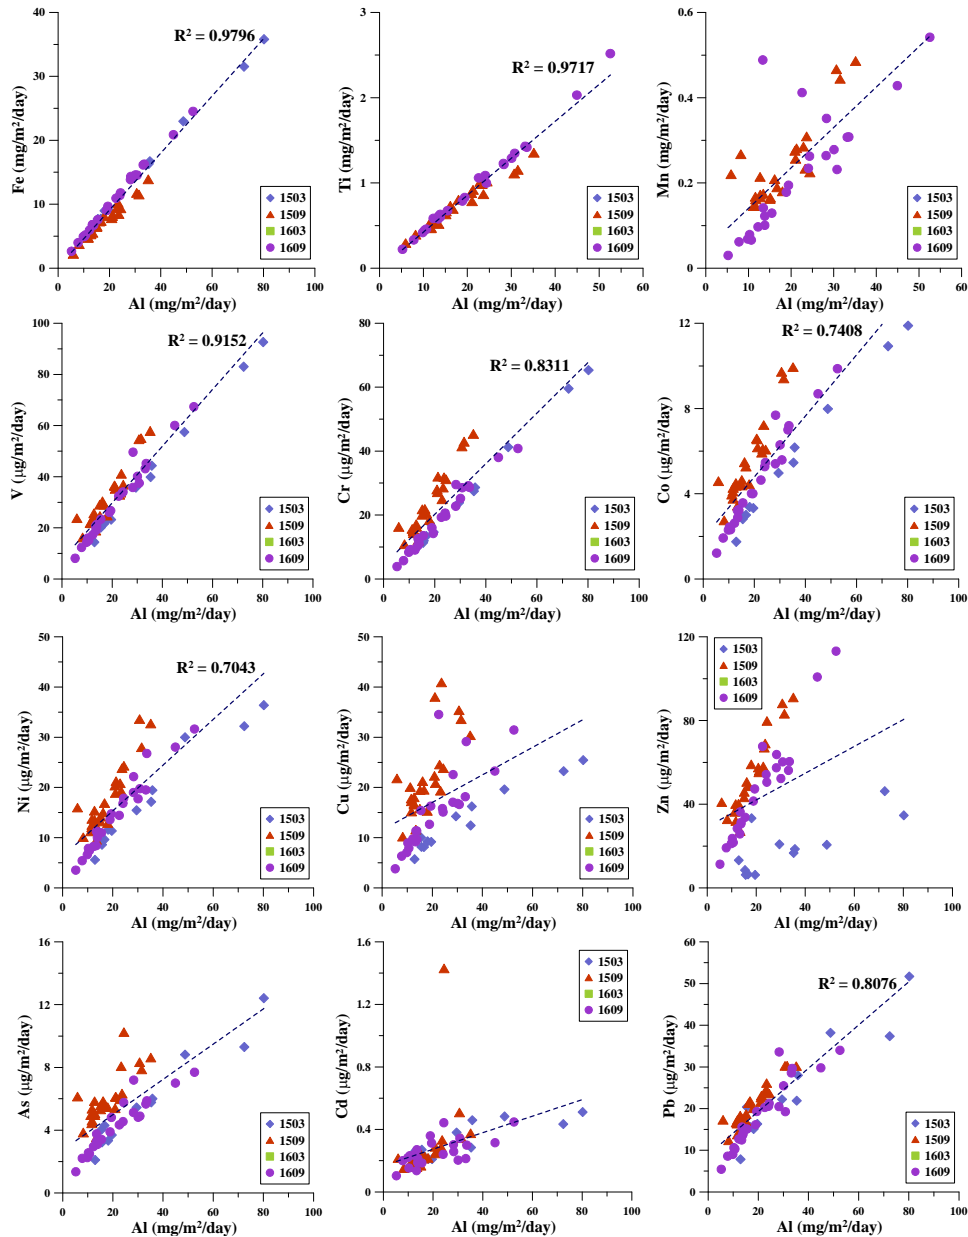 R² = 0.9796
Fe (mg/m²/day)
40
30
20
10
0
0 20 40 60 80 100
Al (mg/m²/day)
1503
1509
1603
1609
R² = 0.9717
Ti (mg/m²/day)
3
2
1
0
0 10 20 30 40 50 60
Al (mg/m²/day)
1503
1509
1603
1609
Mn (mg/m²/day)
0.6
0.4
0.2
0
0 10 20 30 40 50 60
Al (mg/m²/day)
1503
1509
1603
1609
R² = 0.9152
V (µg/m²/day)
100
80
60
40
20
0
0 20 40 60 80 100
Al (mg/m²/day)
1503
1509
1603
1609
R² = 0.8311
Cr (µg/m²/day)
80
60
40
20
0
0 20 40 60 80 100
Al (mg/m²/day)
1503
1509
1603
1609
R² = 0.7408
Co (µg/m²/day)
12
8
4
0
0 20 40 60 80 100
Al (mg/m²/day)
1503
1509
1603
1609
R² = 0.7043
Ni (µg/m²/day)
50
40
30
20
10
0
0 20 40 60 80 100
Al (mg/m²/day)
1503
1509
1603
1609
Cu (µg/m²/day)
50
40
30
20
10
0
0 20 40 60 80 100
Al (mg/m²/day)
1503
1509
1603
1609
Zn (µg/m²/day)
120
80
40
0
0 20 40 60 80 100
Al (mg/m²/day)
1503
1509
1603
1609
As (µg/m²/day)
16
12
8
4
0
0 20 40 60 80 100
Al (mg/m²/day)
1503
1509
1603
1609
Cd (µg/m²/day)
1.6
1.2
0.8
0.4
0
0 20 40 60 80 100
Al (mg/m²/day)
1503
1509
1603
1609
R² = 0.8076
Pb (µg/m²/day)
60
50
40
30
20
10
0
0 20 40 60 80 100
Al (mg/m²/day)
1503
1509
1603
1609